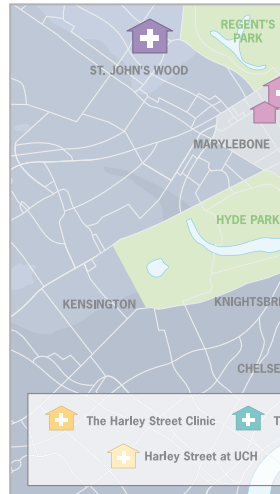 REGENT'S
PARK
ST. JOHN'S WOOD
MARYLEBONE
HYDE PARK
KENSINGTON
KNIGHTSBRI
CHELSE
The Harley Street Clinic
T
Harley Street at UCH